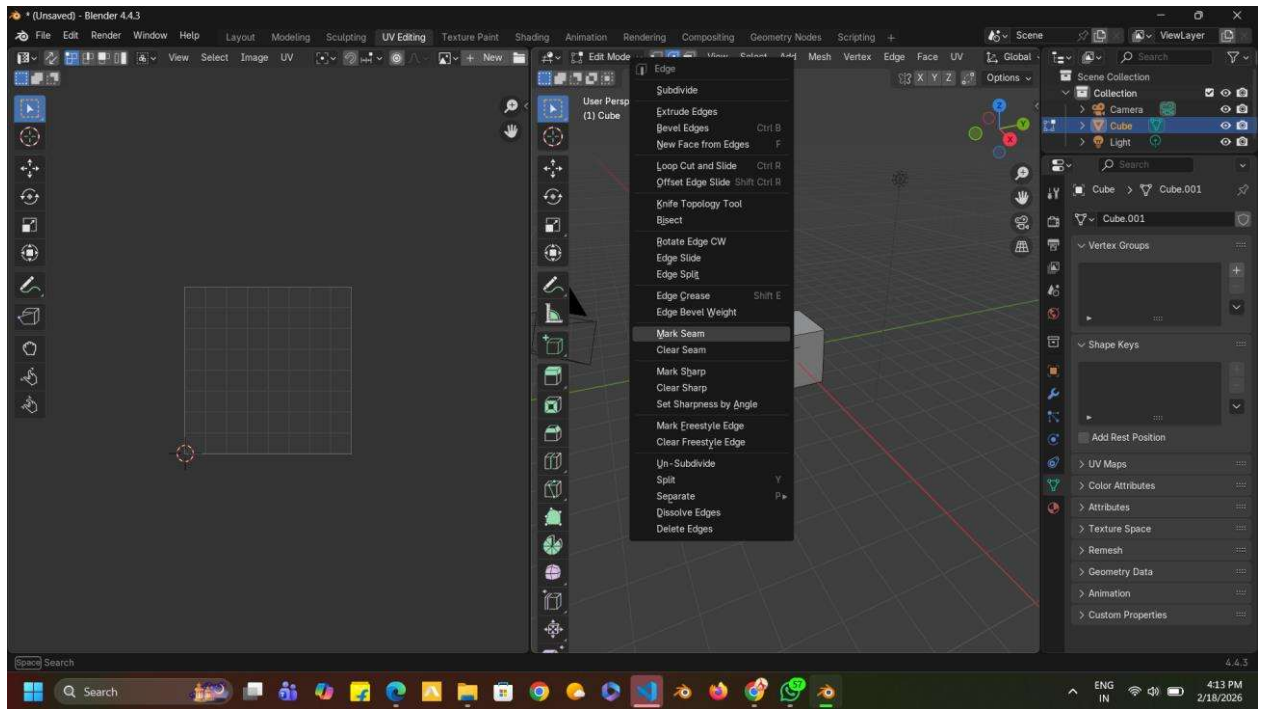 * (Unsaved) - Blender 4.4.3
File Edit Render Window Help Layout Modeling Sculpting UV Editing Texture Paint Shading Animation Rendering Compositing Geometry Nodes Scripting + Scene ViewLayer
View Select Image UV + New Edit Mode View Select Add Mesh Vertex Edge Face UV Global Search
X Y Z Options
User Persp
(1) Cube
Edge
Subdivide
Extrude Edges
Bevel Edges Ctrl B
New Face from Edges F
Loop Cut and Slide Ctrl R
Offset Edge Slide Shift Ctrl R
Knife Topology Tool
Bisect
Rotate Edge CW
Edge Slide
Edge Split
Edge Crease Shift E
Edge Bevel Weight
Mark Seam
Clear Seam
Mark Sharp
Clear Sharp
Set Sharpness by Angle
Mark Freestyle Edge
Clear Freestyle Edge
Un-Subdivide
Split Y
Separate P
Dissolve Edges
Delete Edges
Scene Collection
Collection
Camera
Cube
Light
Search
Cube > Cube.001
Cube.001
Vertex Groups
Shape Keys
Add Rest Position
UV Maps
Color Attributes
Attributes
Texture Space
Remesh
Geometry Data
Animation
Custom Properties
Space Search
4.4.3
Search
57
ENG
IN
4:13 PM
2/18/2026